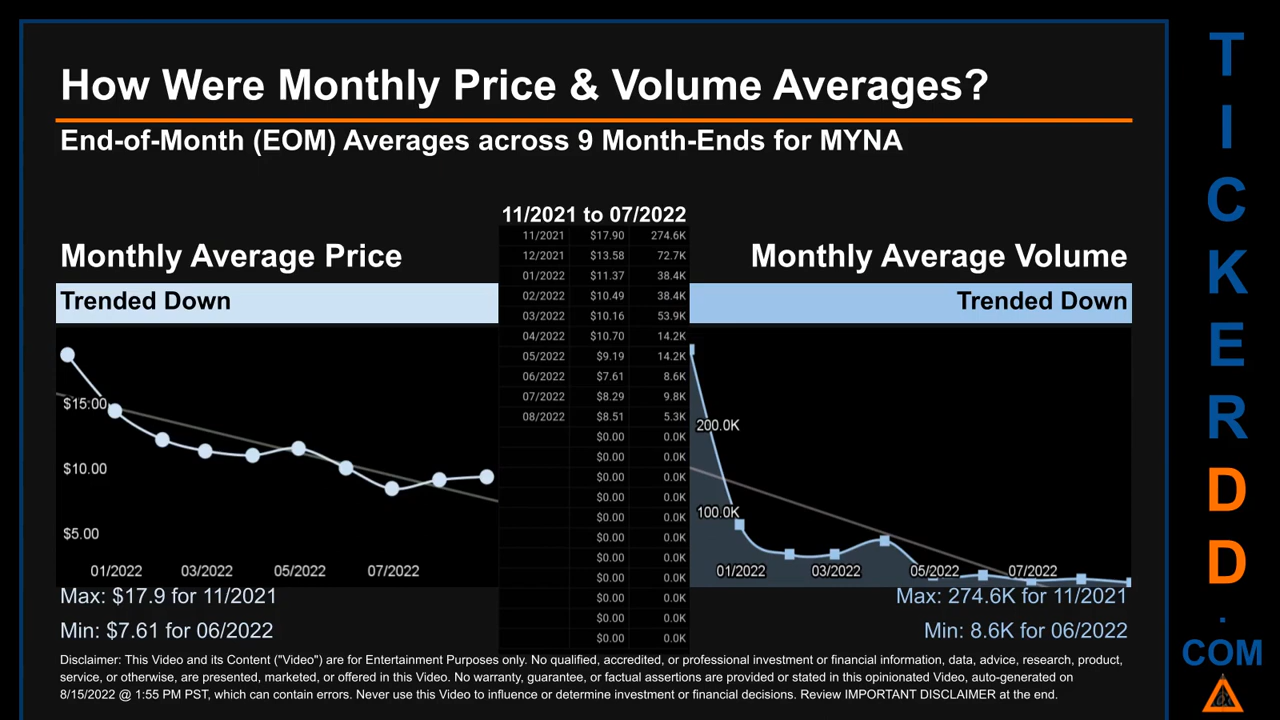 How Were Monthly Price & Volume Averages?
End-of-Month (EOM) Averages across 9 Month-Ends for MYNA
11/2021 to 07/2022
Monthly Average Price
Trended Down
$15.00
$10.00
$5.00
01/2022 03/2022 05/2022 07/2022
Max: $17.9 for 11/2021
Min: $7.61 for 06/2022
11/2021 $17.90 274.6K
12/2021 $13.58 72.7K
01/2022 $11.37 38.4K
02/2022 $10.49 38.4K
03/2022 $10.16 53.9K
04/2022 $10.70 14.2K
05/2022 $9.19 14.2K
06/2022 $7.61 8.6K
07/2022 $8.29 9.8K
08/2022 $8.51 5.3K
$0.00 0.0K
$0.00 0.0K
$0.00 0.0K
$0.00 0.0K
$0.00 0.0K
$0.00 0.0K
$0.00 0.0K
$0.00 0.0K
$0.00 0.0K
$0.00 0.0K
$0.00 0.0K
Monthly Average Volume
Trended Down
200.0K
100.0K
01/2022 03/2022 05/2022 07/2022
Max: 274.6K for 11/2021
Min: 8.6K for 06/2022
Disclaimer: This Video and its Content ("Video") are for Entertainment Purposes only. No qualified, accredited, or professional investment or financial information, data, advice, research, product,
service, or otherwise, are presented, marketed, or offered in this Video. No warranty, guarantee, or factual assertions are provided or stated in this opinionated Video, auto-generated on
8/15/2022 @ 1:55 PM PST, which can contain errors. Never use this Video to influence or determine investment or financial decisions. Review IMPORTANT DISCLAIMER at the end.
T
I
C
K
E
R
D
D
.
COM